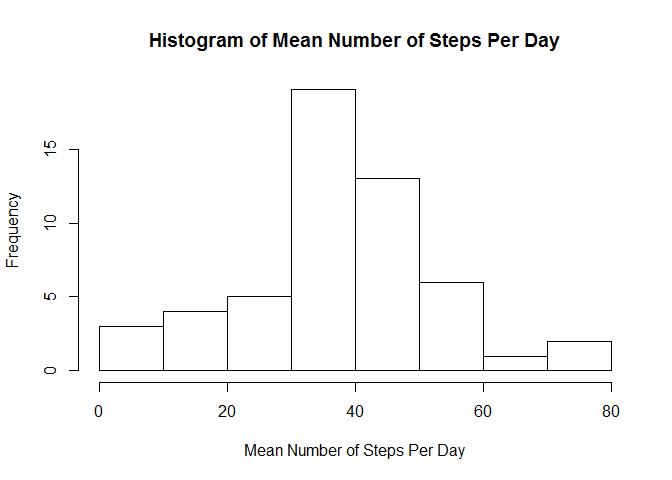 Histogram of Mean Number of Steps Per Day
Frequency
15
10
5
0
0 20 40 60 80
Mean Number of Steps Per Day